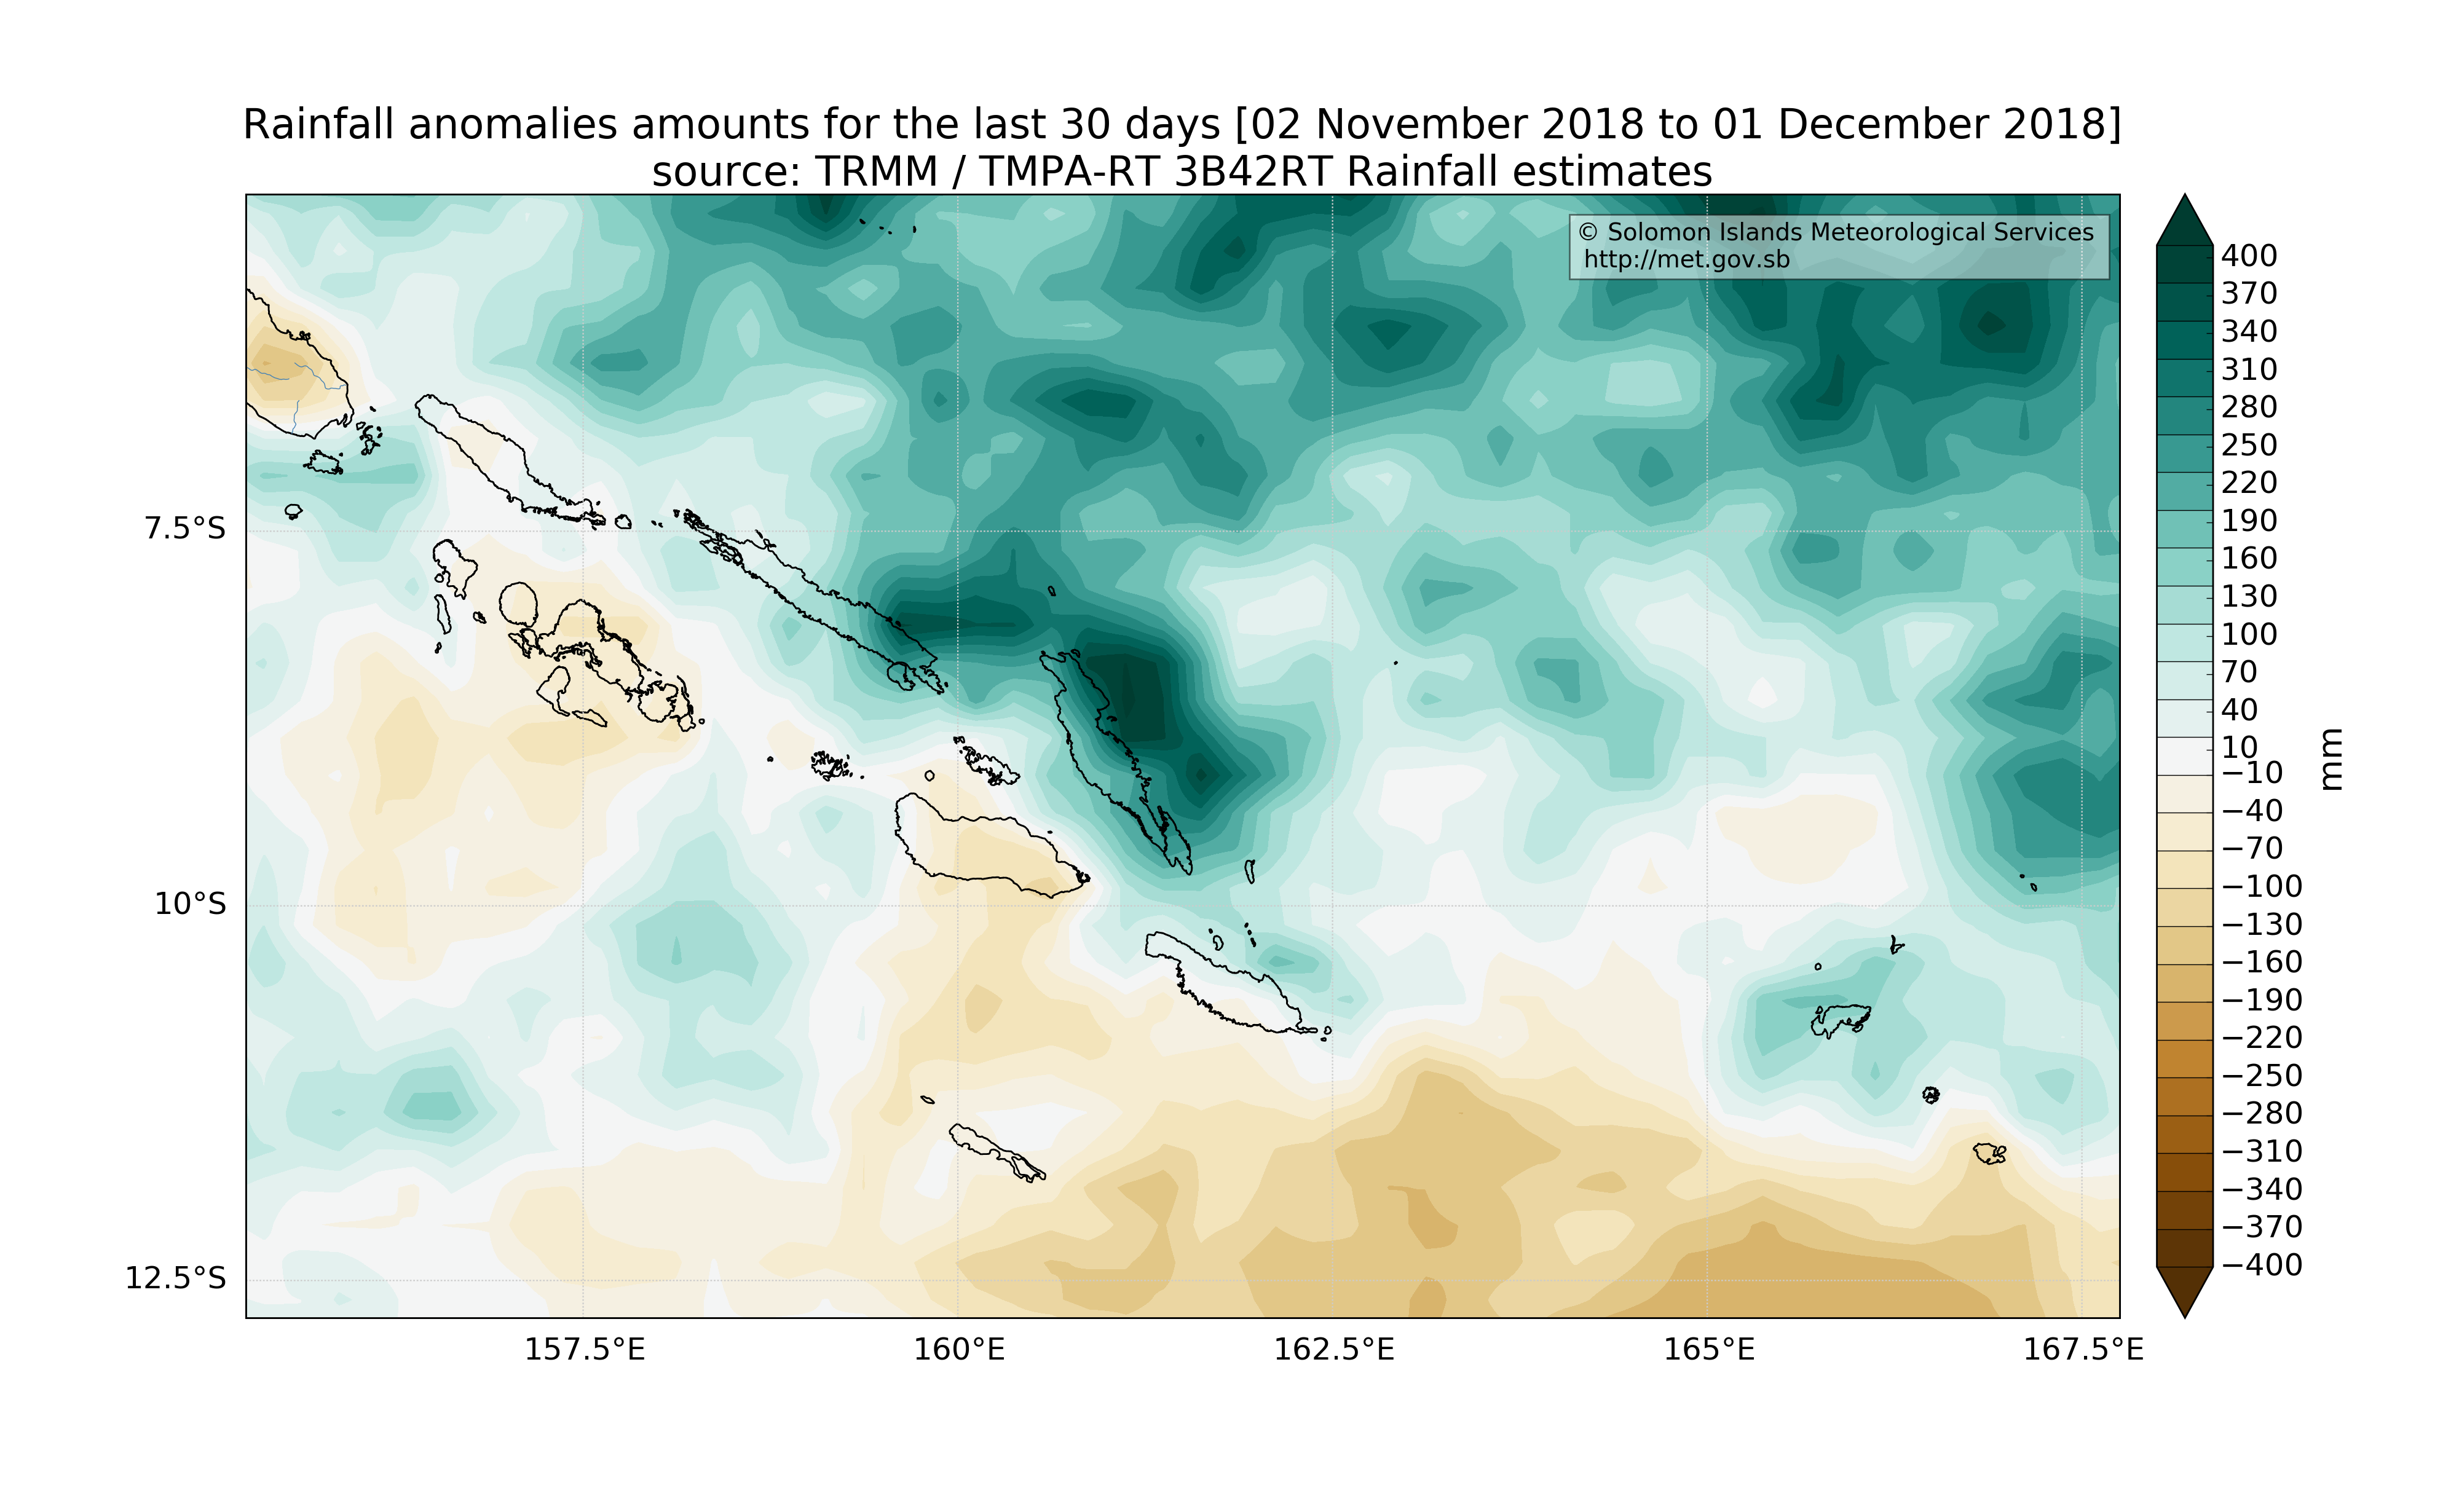 Rainfall anomalies amounts for the last 30 days [02 November 2018 to 01 December 2018]
source: TRMM / TMPA-RT 3B42RT Rainfall estimates
© Solomon Islands Meteorological Services
http://met.gov.sb
7.5°S
10°S
12.5°S
157.5°E
160°E
162.5°E
165°E
167.5°E
400
370
340
310
280
250
220
190
160
130
100
70
40
10
−10
−40
−70
−100
−130
−160
−190
−220
−250
−280
−310
−340
−370
−400
mm